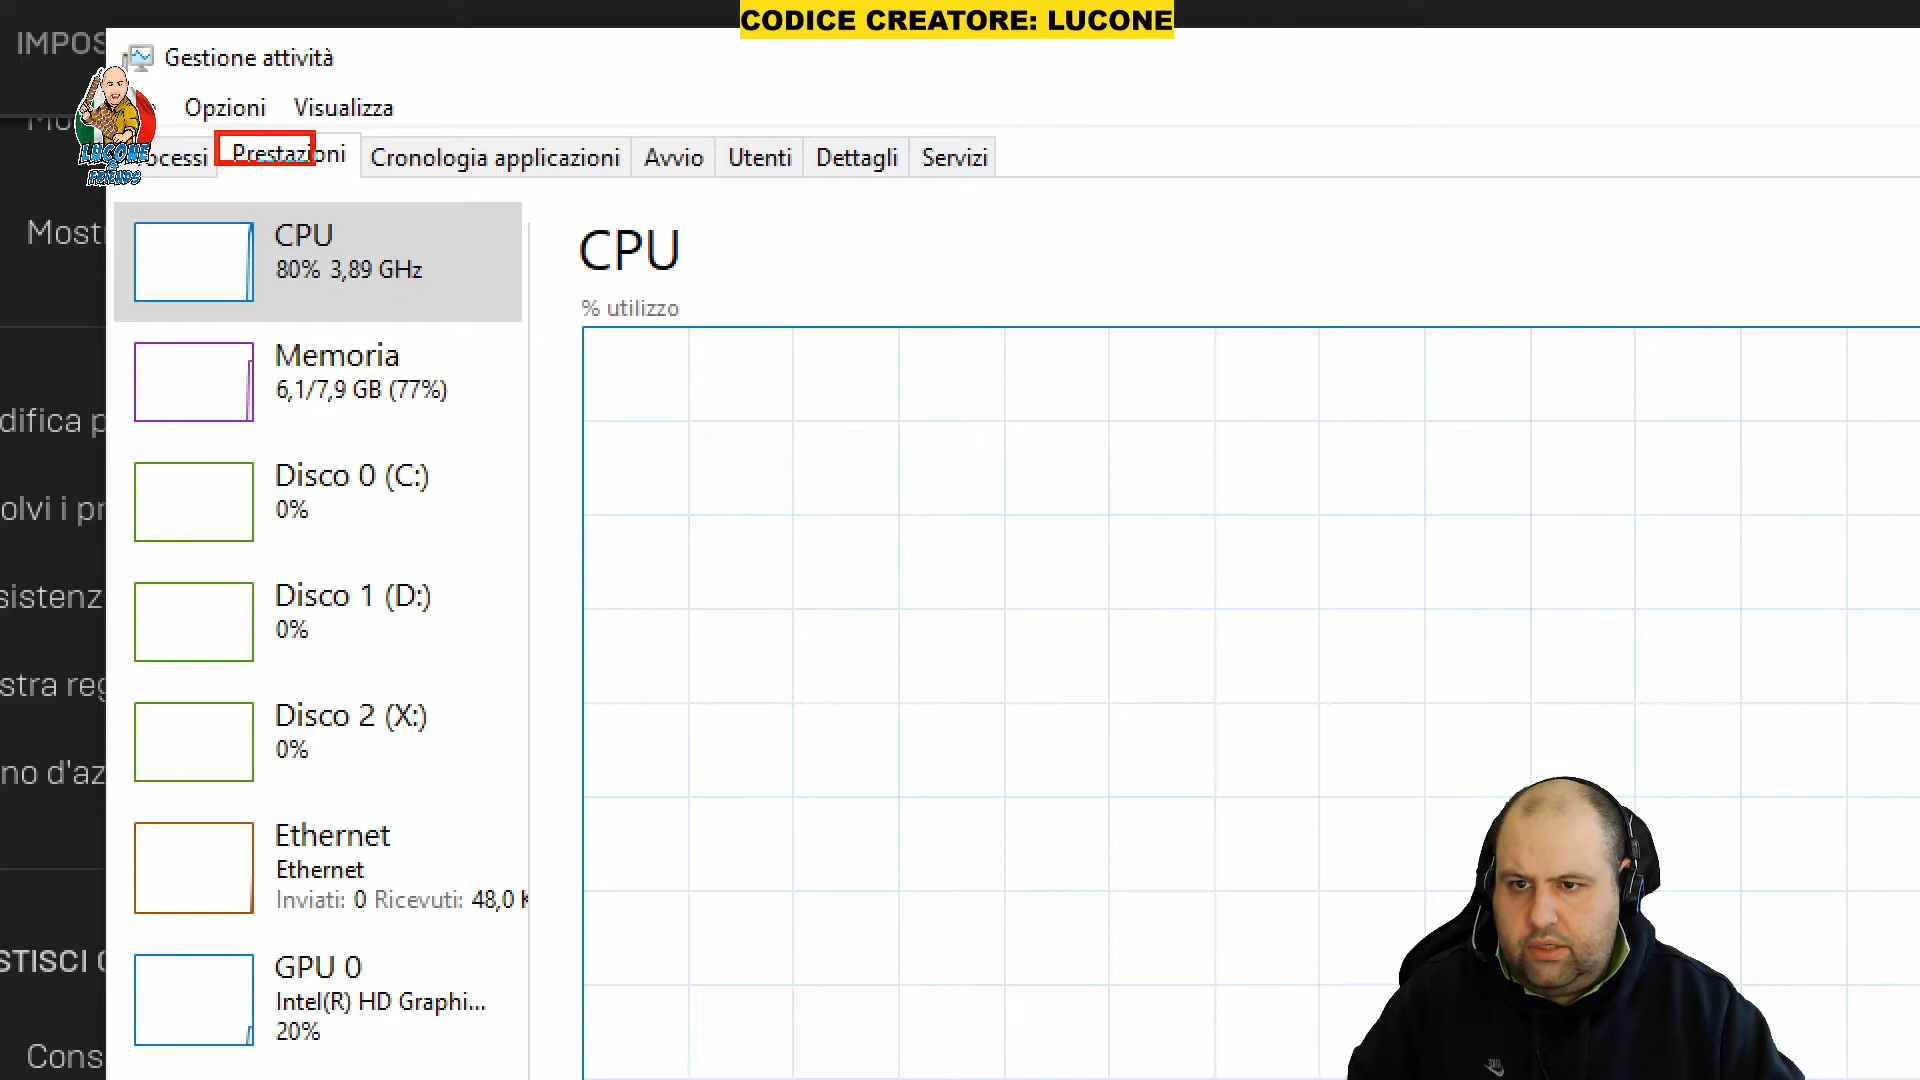 CODICE CREATORE: LUCONE
IMPOS
Gestione attività
Opzioni Visualizza
LUCONE
FRIENDS
ocessi Prestazioni Cronologia applicazioni Avvio Utenti Dettagli Servizi
Mostr
CPU
80% 3,89 GHz
CPU
% utilizzo
Memoria
6,1/7,9 GB (77%)
difica p
Disco 0 (C:)
0%
olvi i pr
Disco 1 (D:)
0%
sistenz
stra reg
Disco 2 (X:)
0%
no d'az
Ethernet
Ethernet
Inviati: 0 Ricevuti: 48,0 K
STISCI C
GPU 0
Intel(R) HD Graphi...
20%
Cons